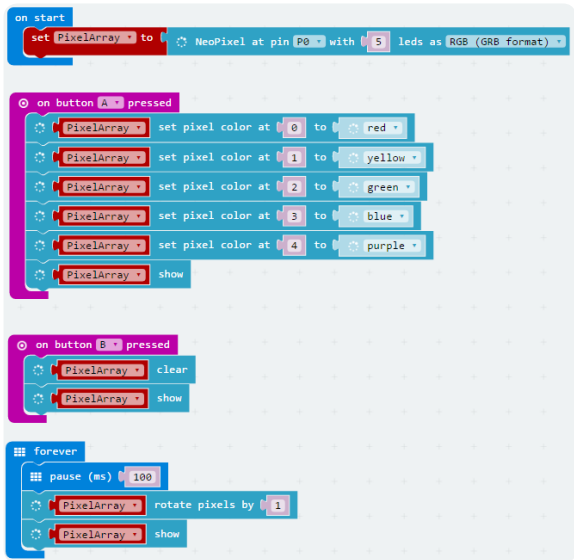 on start
set PixelArray to NeoPixel at pin P0 with 5 leds as RGB (GRB format)
on button A pressed
PixelArray set pixel color at 0 to red
PixelArray set pixel color at 1 to yellow
PixelArray set pixel color at 2 to green
PixelArray set pixel color at 3 to blue
PixelArray set pixel color at 4 to purple
PixelArray show
on button B pressed
PixelArray clear
PixelArray show
forever
pause (ms) 100
PixelArray rotate pixels by 1
PixelArray show